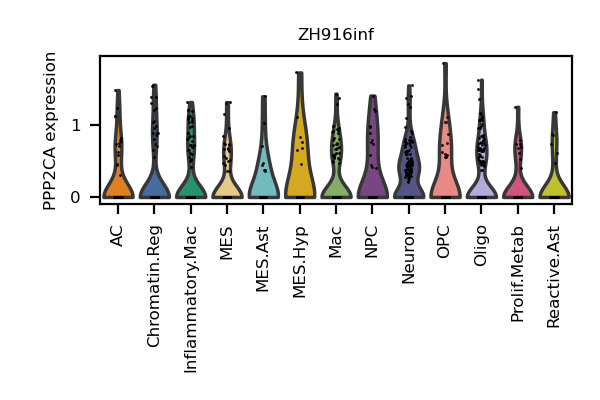 ZH916inf
PPP2CA expression
1
0
AC
Chromatin.Reg
Inflammatory.Mac
MES
MES.Ast
MES.Hyp
Mac
NPC
Neuron
OPC
Oligo
Prolif.Metab
Reactive.Ast